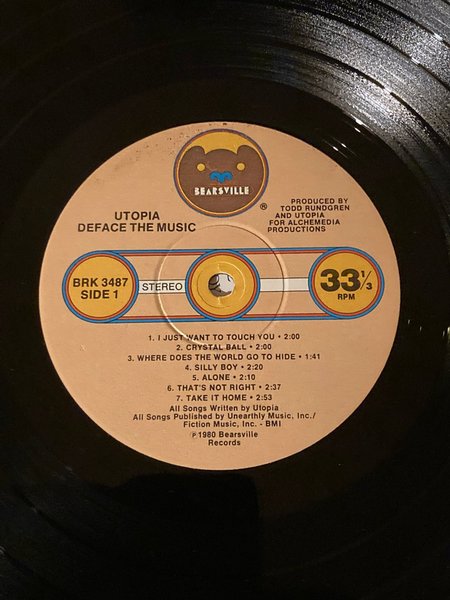 BEARSVILLE
®
UTOPIA
DEFACE THE MUSIC
PRODUCED BY
TODD RUNDGREN
AND UTOPIA
FOR ALCHEMEDIA
PRODUCTIONS
BRK 3487
SIDE 1
STEREO
33 1/3
RPM
1. I JUST WANT TO TOUCH YOU • 2:00
2. CRYSTAL BALL • 2:00
3. WHERE DOES THE WORLD GO TO HIDE • 1:41
4. SILLY BOY • 2:20
5. ALONE • 2:10
6. THAT'S NOT RIGHT • 2:37
7. TAKE IT HOME • 2:53
All Songs Written by Utopia
All Songs Published by Unearthly Music, Inc./
Fiction Music, Inc. - BMI
℗ 1980 Bearsville
Records